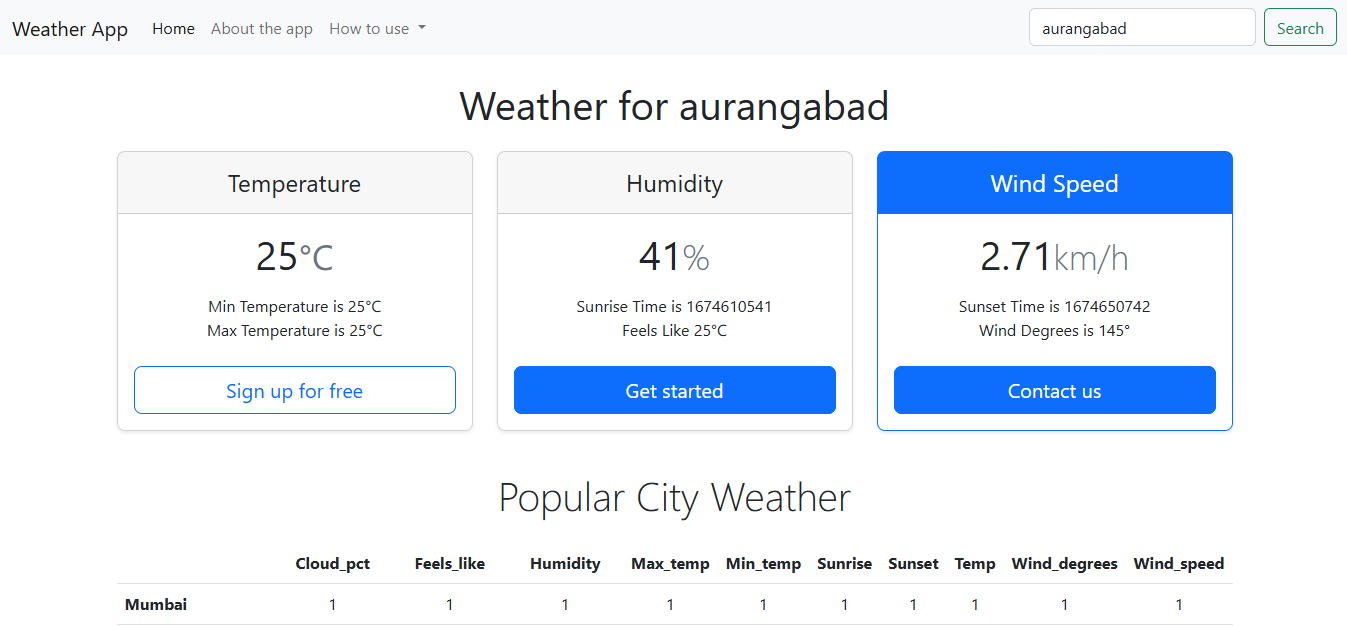 Weather App Home About the app How to use aurangabad Search
Weather for aurangabad
Temperature
25°C
Min Temperature is 25°C
Max Temperature is 25°C
Sign up for free
Humidity
41%
Sunrise Time is 1674610541
Feels Like 25°C
Get started
Wind Speed
2.71km/h
Sunset Time is 1674650742
Wind Degrees is 145°
Contact us
Popular City Weather
Cloud_pct Feels_like Humidity Max_temp Min_temp Sunrise Sunset Temp Wind_degrees Wind_speed
Mumbai 1 1 1 1 1 1 1 1 1 1